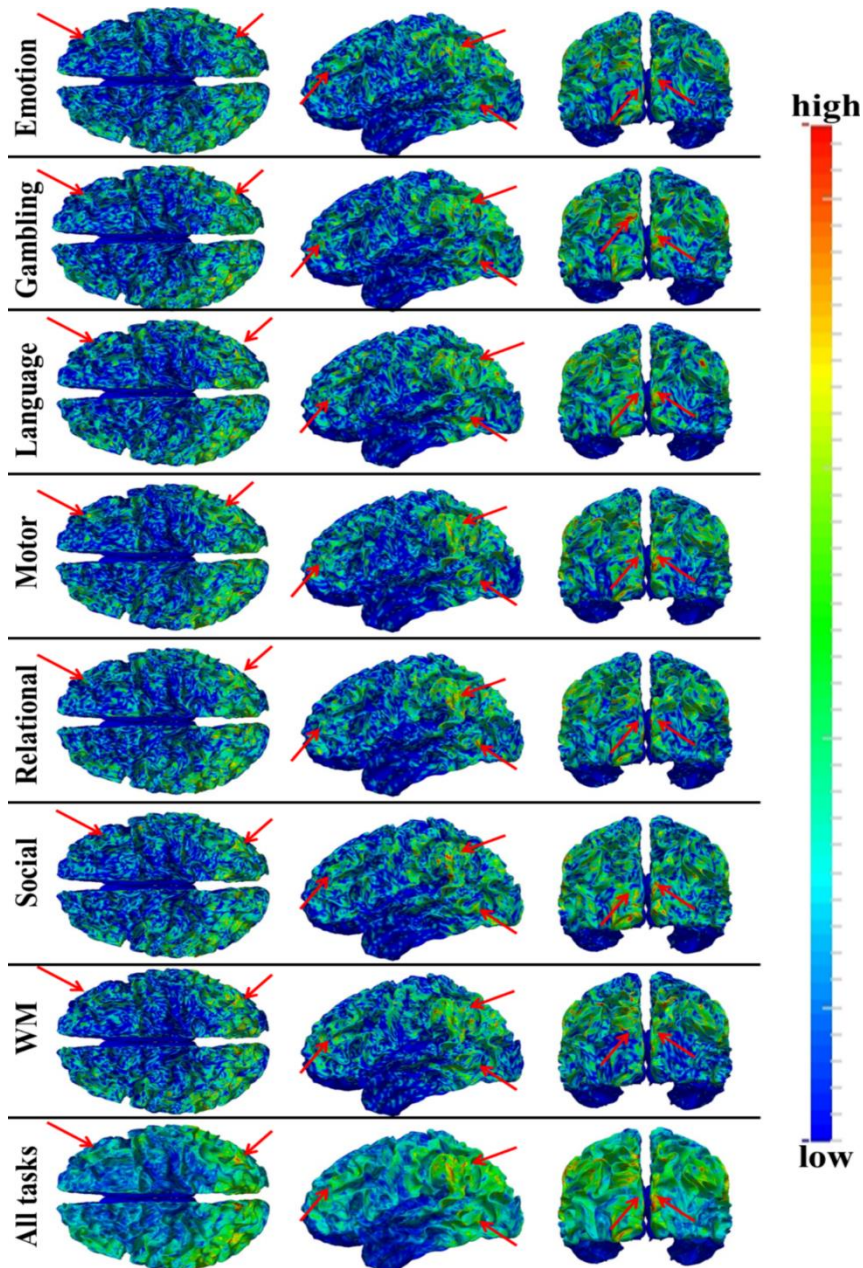 Emotion
high
Gambling
Language
Motor
Relational
Social
WM
low
All tasks